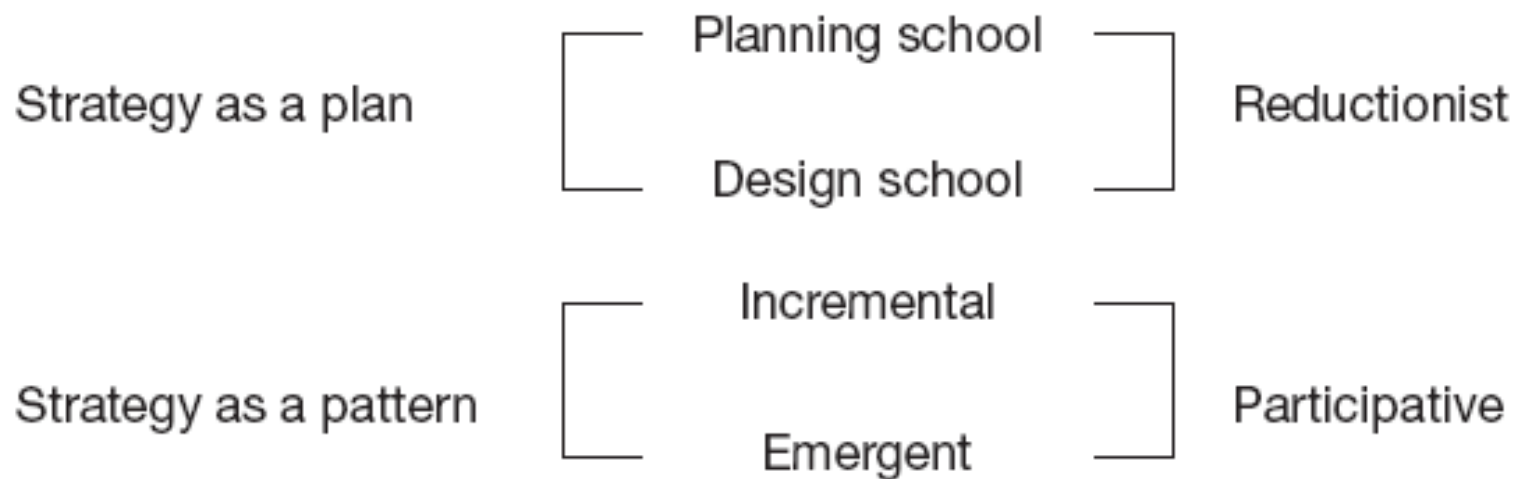 Planning school
Strategy as a plan
Reductionist
Design school
Incremental
Strategy as a pattern
Participative
Emergent